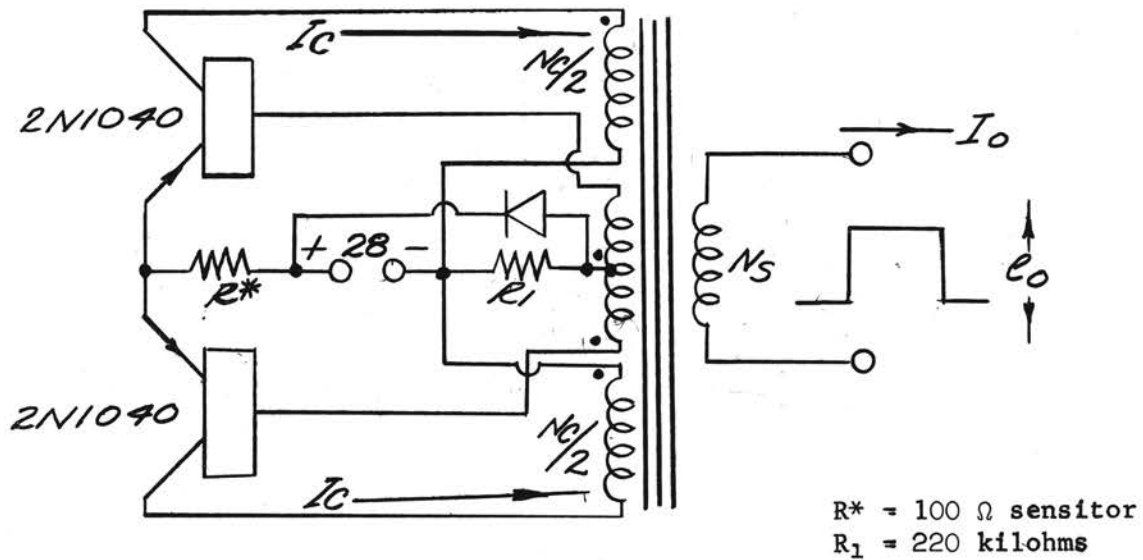 Ic
Nc/2
2N1040
Io
+ 28 -
R*
R1
Ns
eo
2N1040
Nc/2
Ic
R* = 100 Ω sensitor
R1 = 220 kilohms